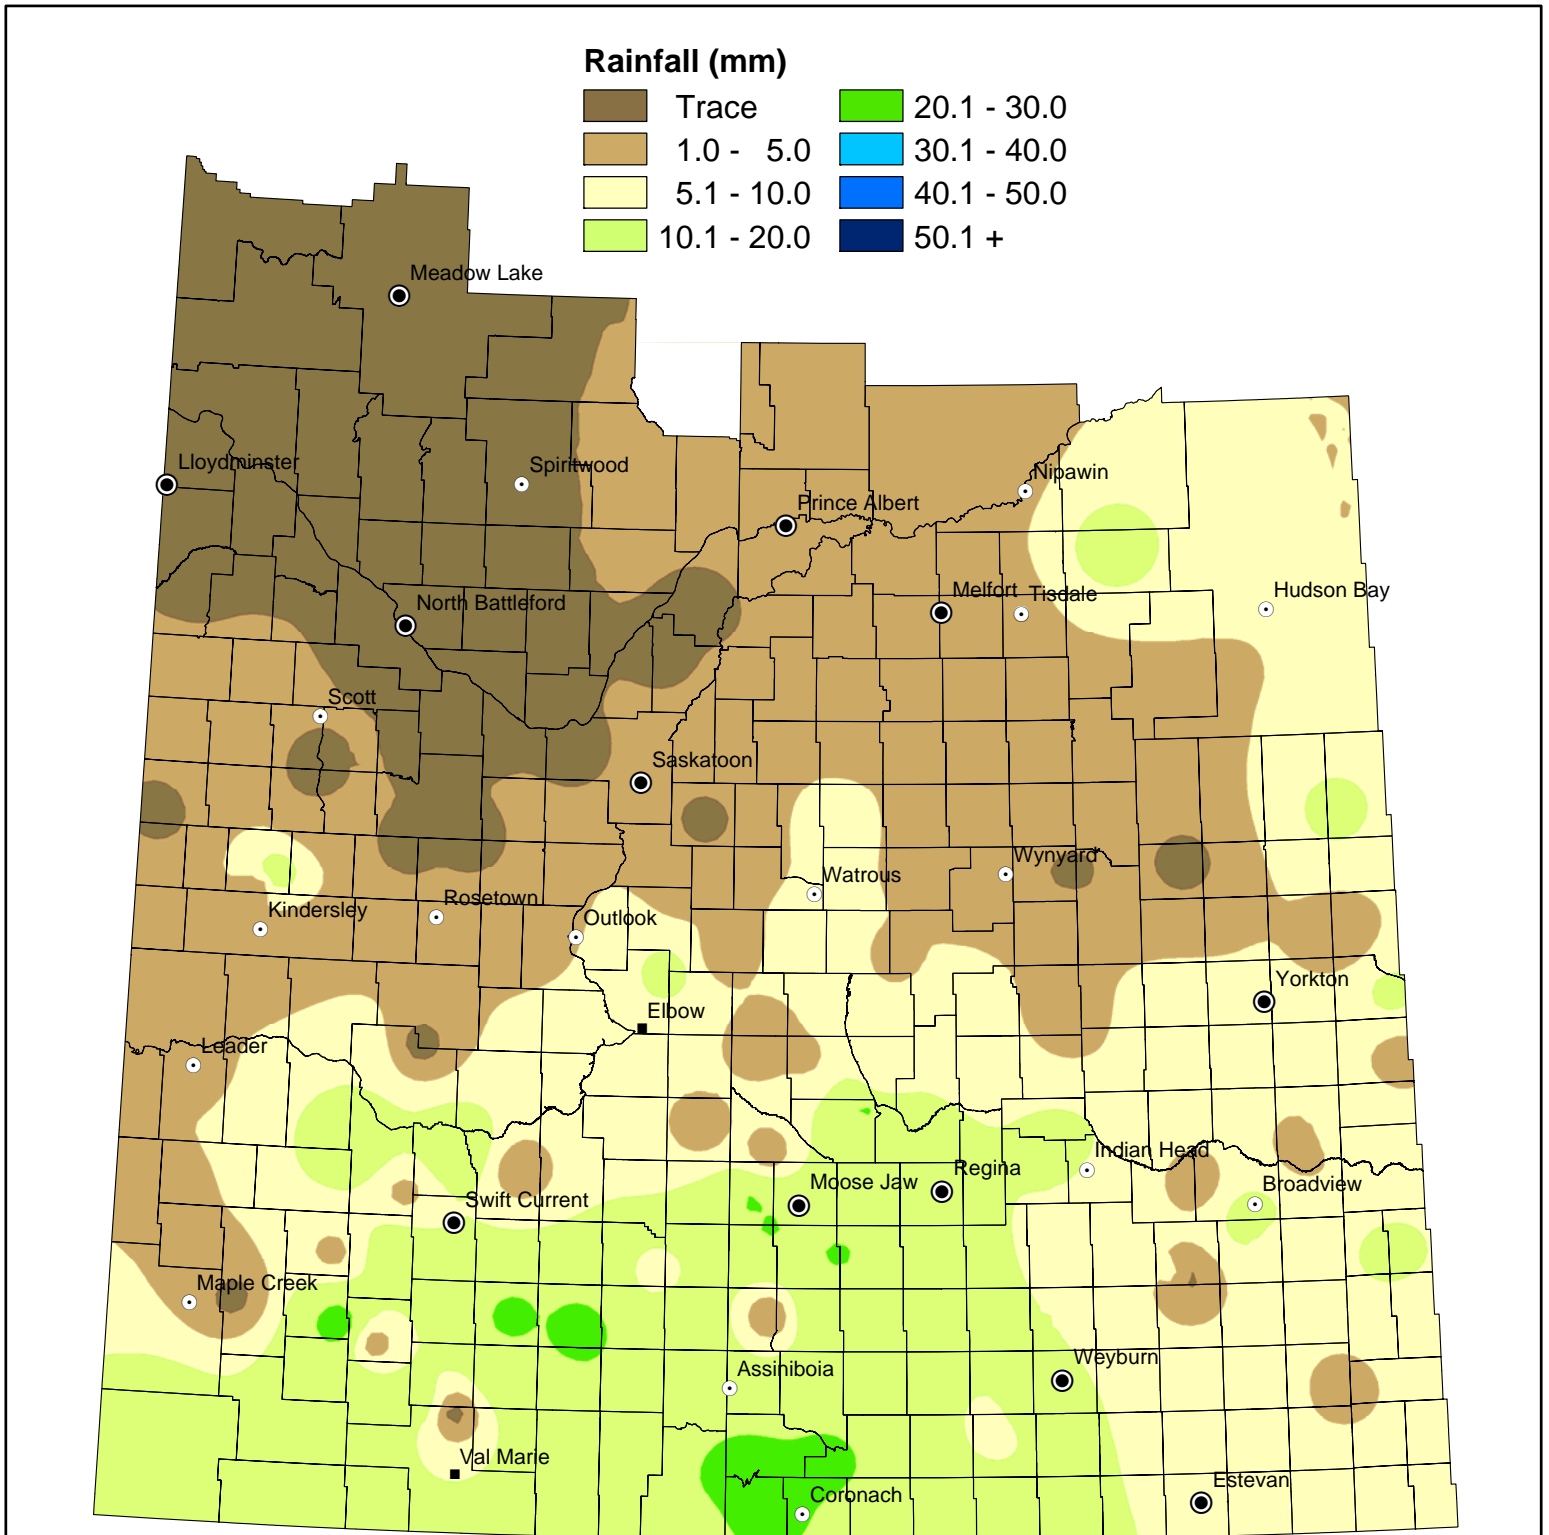 Rainfall (mm)
Trace
1.0 - 5.0
5.1 - 10.0
10.1 - 20.0
20.1 - 30.0
30.1 - 40.0
40.1 - 50.0
50.1 +
Meadow Lake
Lloydminster
Spiritwood
Nipawin
Prince Albert
Hudson Bay
Melfort
Tisdale
North Battleford
Scott
Saskatoon
Wynyard
Watrous
Rosetown
Kindersley
Outlook
Yorkton
Elbow
Leader
Indian Head
Regina
Moose Jaw
Broadview
Swift Current
Maple Creek
Weyburn
Assiniboia
Val Marie
Estevan
Coronach